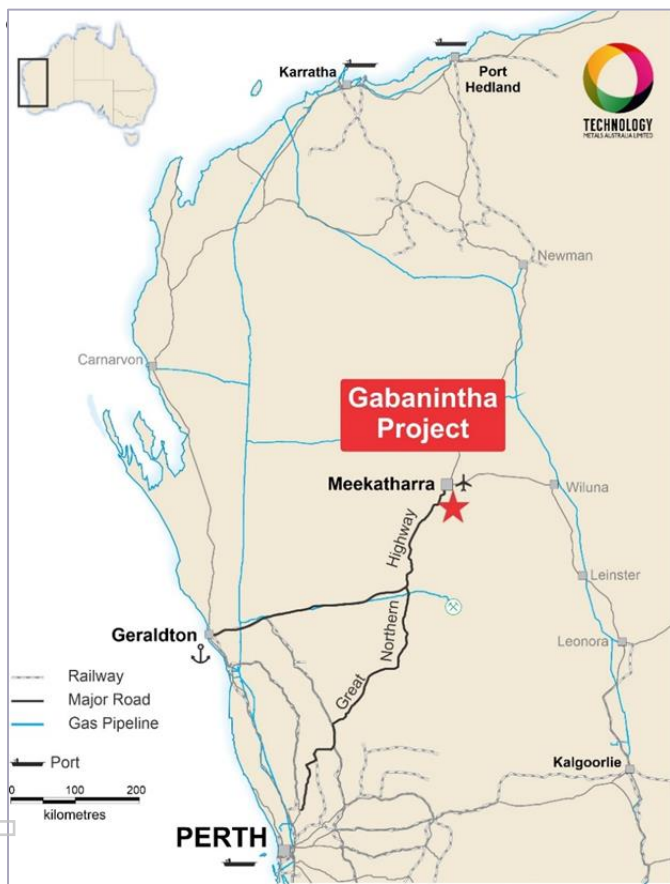 Karratha
Port
Hedland
TECHNOLOGY
METALS AUSTRALIA LIMITED
Newman
Carnarvon
Gabanintha
Project
Meekatharra
Wiluna
Highway
Leinster
Northern
Geraldton
Leonora
Great
Railway
Major Road
Gas Pipeline
Kalgoorlie
Port
0 100 200
kilometres
PERTH